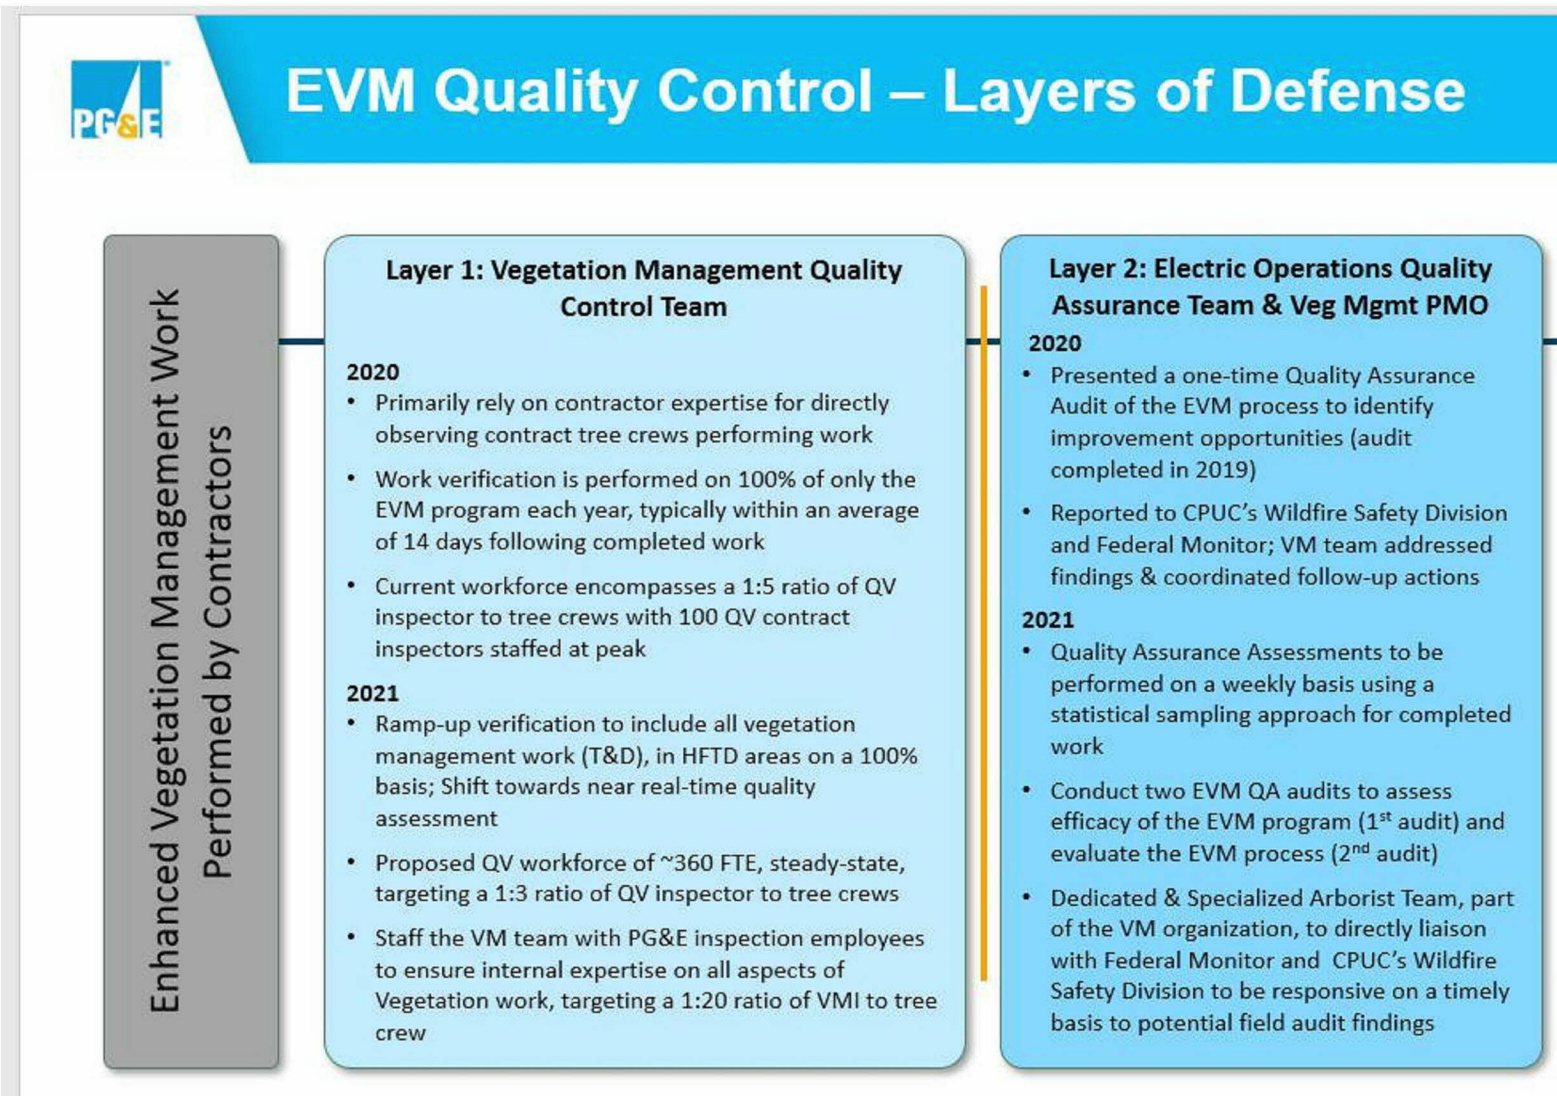 PG&E
EVM Quality Control – Layers of Defense
Enhanced Vegetation Management Work
Performed by Contractors
Layer 1: Vegetation Management Quality
Control Team
2020
• Primarily rely on contractor expertise for directly
observing contract tree crews performing work
• Work verification is performed on 100% of only the
EVM program each year, typically within an average
of 14 days following completed work
• Current workforce encompasses a 1:5 ratio of QV
inspector to tree crews with 100 QV contract
inspectors staffed at peak
2021
• Ramp-up verification to include all vegetation
management work (T&D), in HFTD areas on a 100%
basis; Shift towards near real-time quality
assessment
• Proposed QV workforce of ~360 FTE, steady-state,
targeting a 1:3 ratio of QV inspector to tree crews
• Staff the VM team with PG&E inspection employees
to ensure internal expertise on all aspects of
Vegetation work, targeting a 1:20 ratio of VMI to tree
crew
Layer 2: Electric Operations Quality
Assurance Team & Veg Mgmt PMO
2020
• Presented a one-time Quality Assurance
Audit of the EVM process to identify
improvement opportunities (audit
completed in 2019)
• Reported to CPUC’s Wildfire Safety Division
and Federal Monitor; VM team addressed
findings & coordinated follow-up actions
2021
• Quality Assurance Assessments to be
performed on a weekly basis using a
statistical sampling approach for completed
work
• Conduct two EVM QA audits to assess
efficacy of the EVM program (1st audit) and
evaluate the EVM process (2nd audit)
• Dedicated & Specialized Arborist Team, part
of the VM organization, to directly liaison
with Federal Monitor and CPUC’s Wildfire
Safety Division to be responsive on a timely
basis to potential field audit findings